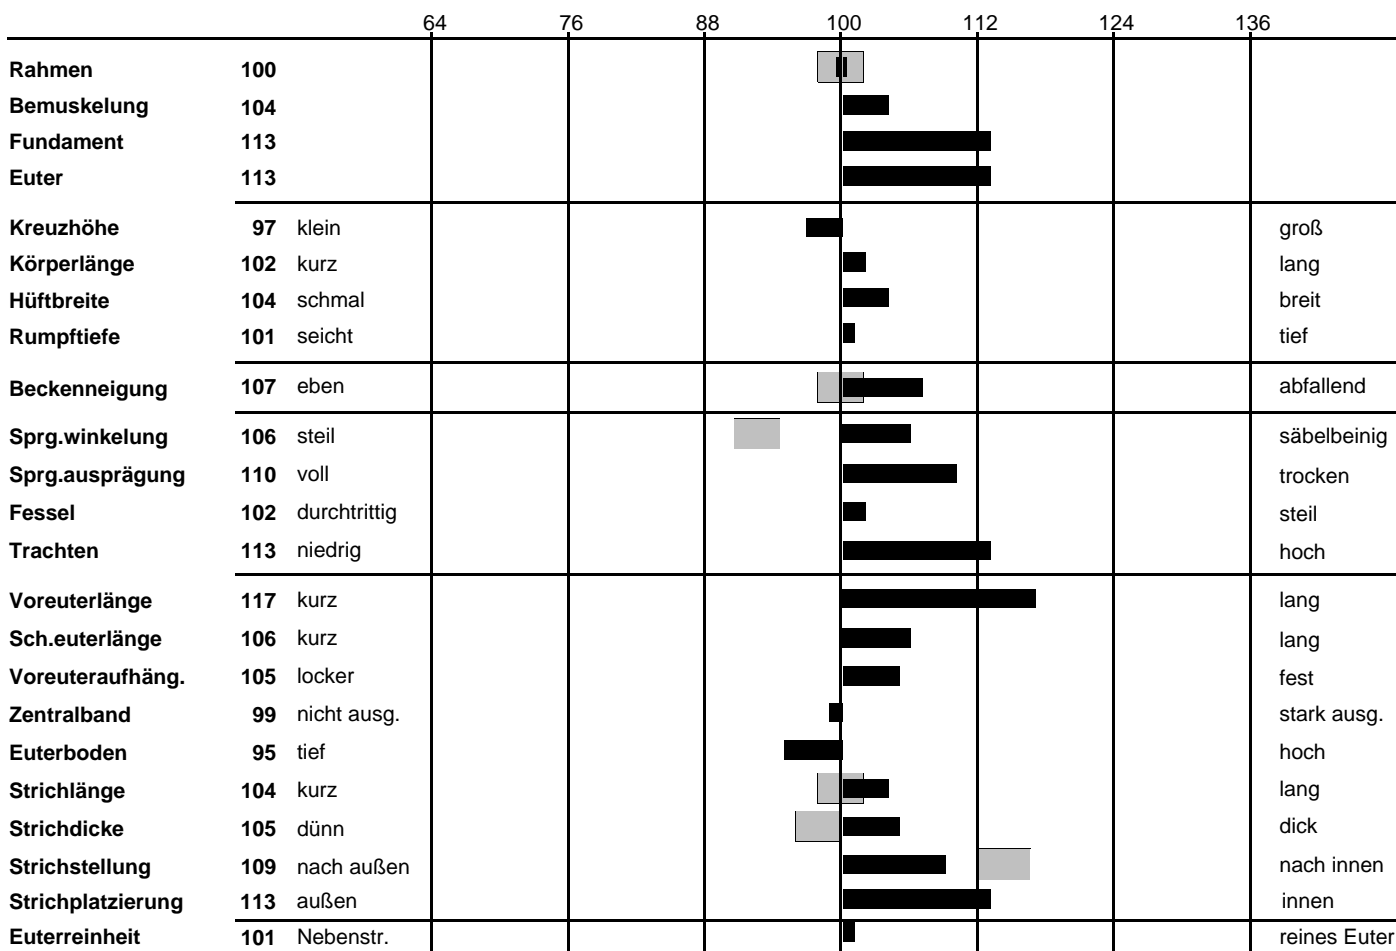 64 76 88 100 112 124 136
Rahmen 100
Bemuskelung 104
Fundament 113
Euter 113
Kreuzhöhe 97 klein groß
Körperlänge 102 kurz lang
Hüftbreite 104 schmal breit
Rumpftiefe 101 seicht tief
Beckenneigung 107 eben abfallend
Sprg.winkelung 106 steil säbelbeinig
Sprg.ausprägung 110 voll trocken
Fessel 102 durchtrittig steil
Trachten 113 niedrig hoch
Voreuterlänge 117 kurz lang
Sch.euterlänge 106 kurz lang
Voreuteraufhäng. 105 locker fest
Zentralband 99 nicht ausg. stark ausg.
Euterboden 95 tief hoch
Strichlänge 104 kurz lang
Strichdicke 105 dünn dick
Strichstellung 109 nach außen nach innen
Strichplatzierung 113 außen innen
Euterreinheit 101 Nebenstr. reines Euter